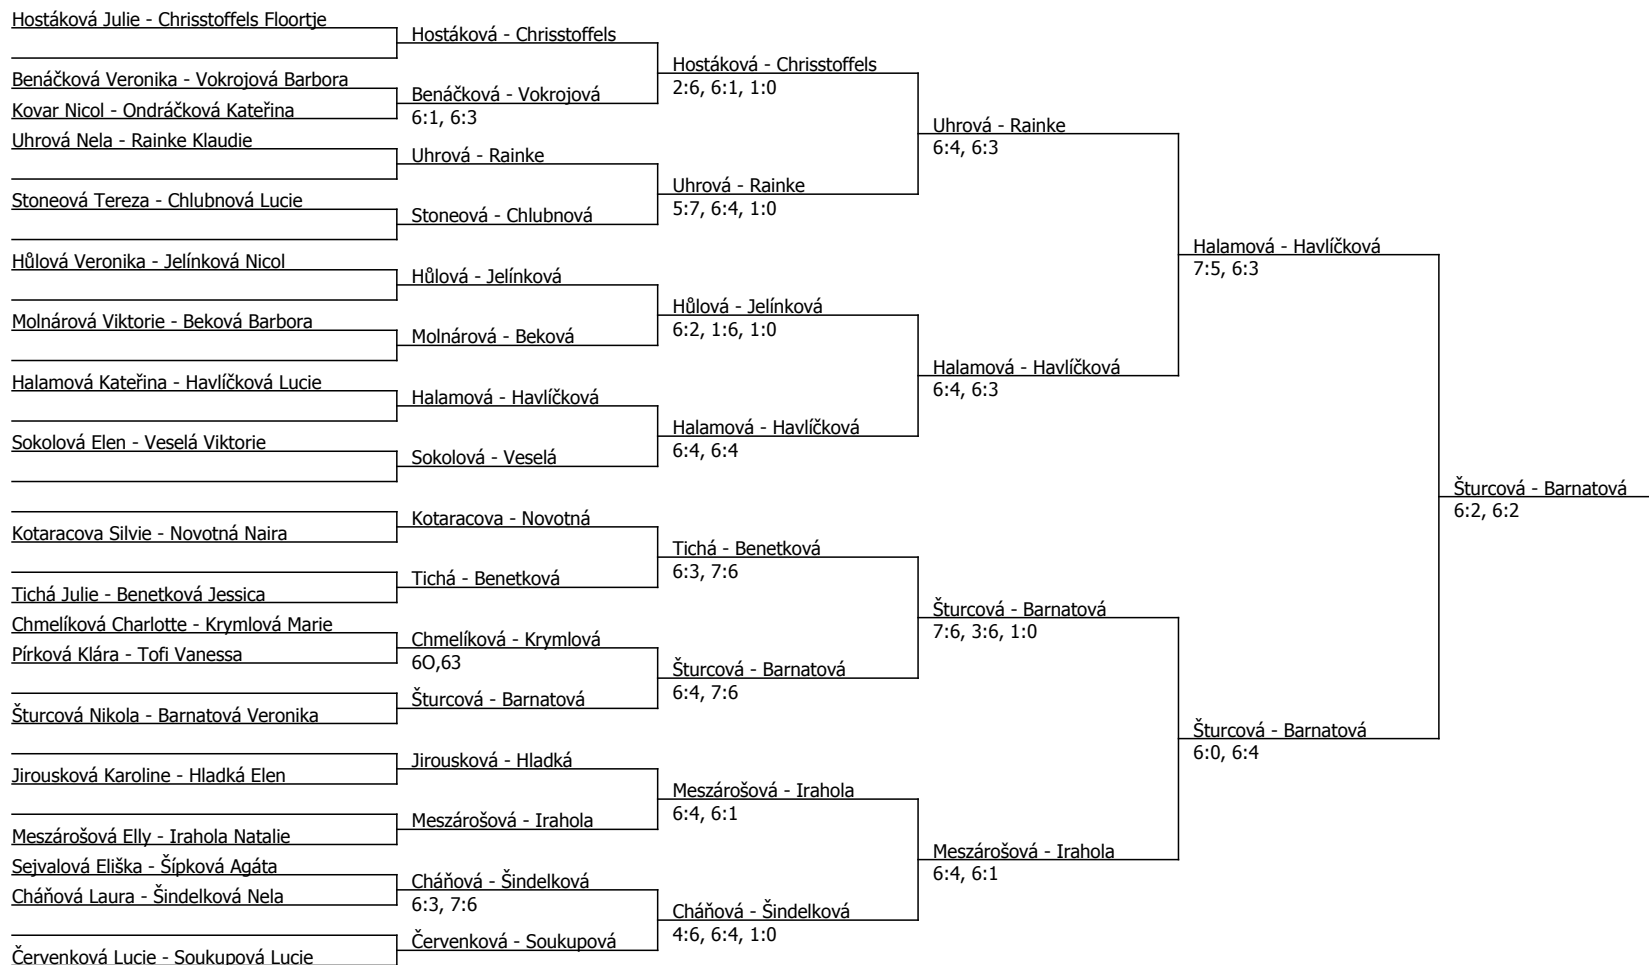 Hostáková Julie - Chrisstoffels Floortje
Benáčková Veronika - Vokrojová Barbora
Kovar Nicol - Ondráčková Kateřina
Uhrová Nela - Rainke Klaudie
Stoneová Tereza - Chlubnová Lucie
Hůlová Veronika - Jelínková Nicol
Molnárová Viktorie - Beková Barbora
Halamová Kateřina - Havlíčková Lucie
Sokolová Elen - Veselá Viktorie
Kotaracova Silvie - Novotná Naira
Tichá Julie - Benetková Jessica
Chmelíková Charlotte - Krymlová Marie
Pírková Klára - Tofi Vanessa
Šturcová Nikola - Barnatová Veronika
Jirousková Karoline - Hladká Elen
Meszárošová Elly - Irahola Natalie
Sejvalová Eliška - Šípková Agáta
Cháňová Laura - Šindelková Nela
Červenková Lucie - Soukupová Lucie
Hostáková - Chrisstoffels
Benáčková - Vokrojová
6:1, 6:3
Uhrová - Rainke
Stoneová - Chlubnová
Hůlová - Jelínková
Molnárová - Beková
Halamová - Havlíčková
Sokolová - Veselá
Kotaracova - Novotná
Tichá - Benetková
Chmelíková - Krymlová
6O,63
Šturcová - Barnatová
Jirousková - Hladká
Meszárošová - Irahola
Cháňová - Šindelková
6:3, 7:6
Červenková - Soukupová
Hostáková - Chrisstoffels
2:6, 6:1, 1:0
Uhrová - Rainke
5:7, 6:4, 1:0
Hůlová - Jelínková
6:2, 1:6, 1:0
Halamová - Havlíčková
6:4, 6:4
Tichá - Benetková
6:3, 7:6
Šturcová - Barnatová
6:4, 7:6
Meszárošová - Irahola
6:4, 6:1
Cháňová - Šindelková
4:6, 6:4, 1:0
Uhrová - Rainke
6:4, 6:3
Halamová - Havlíčková
6:4, 6:3
Šturcová - Barnatová
7:6, 3:6, 1:0
Meszárošová - Irahola
6:4, 6:1
Halamová - Havlíčková
7:5, 6:3
Šturcová - Barnatová
6:0, 6:4
Šturcová - Barnatová
6:2, 6:2